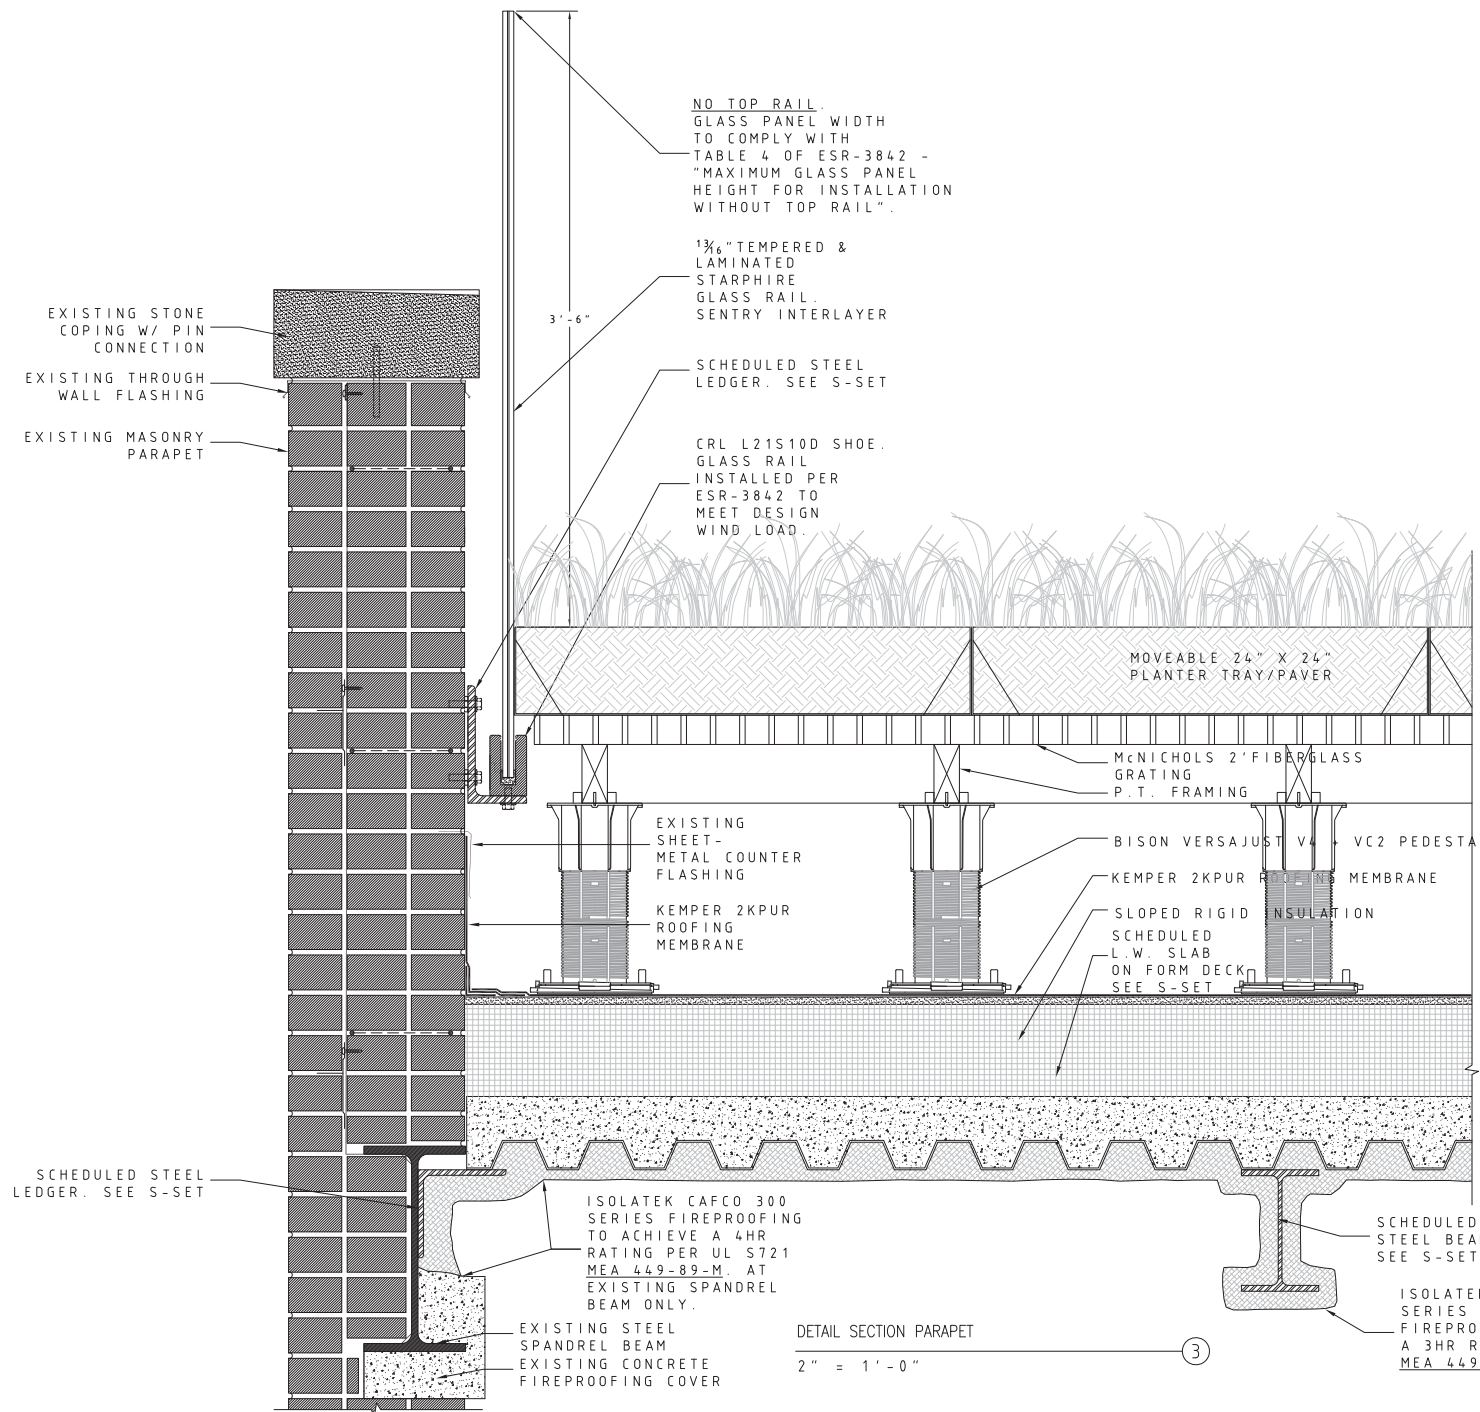 NO TOP RAIL.
GLASS PANEL WIDTH
TO COMPLY WITH
TABLE 4 OF ESR-3842 -
"MAXIMUM GLASS PANEL
HEIGHT FOR INSTALLATION
WITHOUT TOP RAIL".
13/16" TEMPERED &
LAMINATED
STARPHIRE
GLASS RAIL.
SENTRY INTERLAYER
3'-6"
EXISTING STONE
COPING W/ PIN
CONNECTION
EXISTING THROUGH
WALL FLASHING
EXISTING MASONRY
PARAPET
SCHEDULED STEEL
LEDGER. SEE S-SET
CRL L21S10D SHOE.
GLASS RAIL
INSTALLED PER
ESR-3842 TO
MEET DESIGN
WIND LOAD.
MOVEABLE 24" X 24"
PLANTER TRAY/PAVER
McNICHOLS 2'FIBERGLASS
GRATING
P.T. FRAMING
EXISTING
SHEET-
METAL COUNTER
FLASHING
BISON VERSAJUST V4 + VC2 PEDESTA
KEMPER 2KPUR ROOFING MEMBRANE
KEMPER 2KPUR
ROOFING
MEMBRANE
SLOPED RIGID INSULATION
SCHEDULED
L.W. SLAB
ON FORM DECK
SEE S-SET
SCHEDULED STEEL
LEDGER. SEE S-SET
ISOLATEK CAFCO 300
SERIES FIREPROOFING
TO ACHIEVE A 4HR
RATING PER UL S721
MEA 449-89-M. AT
EXISTING SPANDREL
BEAM ONLY.
SCHEDULED
STEEL BEA
SEE S-SET
ISOLATE
SERIES
FIREPRO
A 3HR R
MEA 449
EXISTING STEEL
SPANDREL BEAM
EXISTING CONCRETE
FIREPROOFING COVER
DETAIL SECTION PARAPET
3
2" = 1'-0"